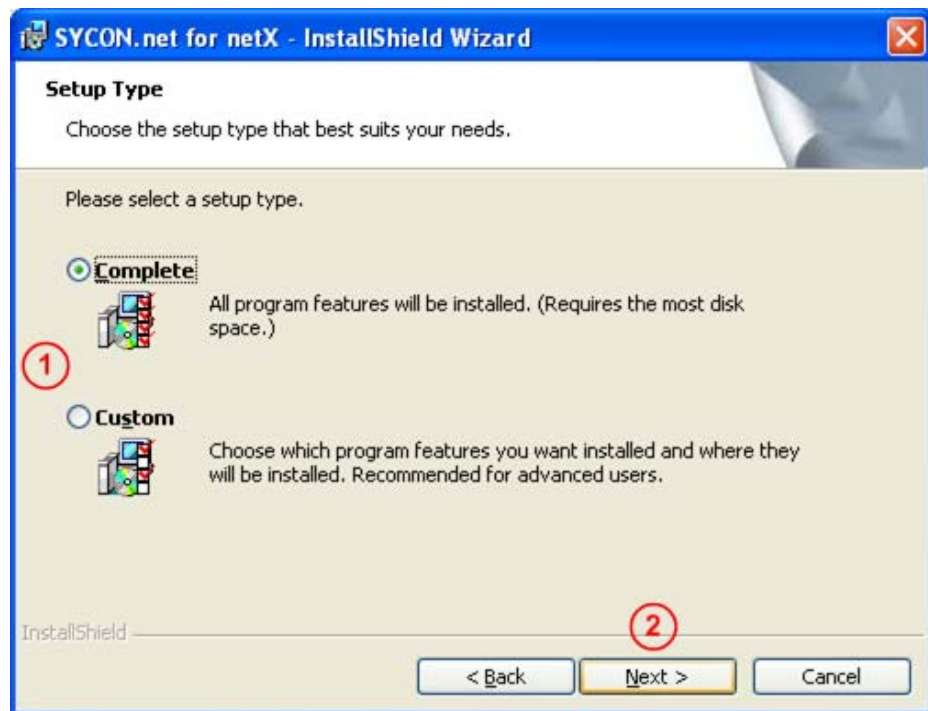 SYCON.net for netX - InstallShield Wizard
Setup Type
Choose the setup type that best suits your needs.
Please select a setup type.
Complete
All program features will be installed. (Requires the most disk
space.)
1
Custom
Choose which program features you want installed and where they
will be installed. Recommended for advanced users.
2
InstallShield
< Back
Next >
Cancel